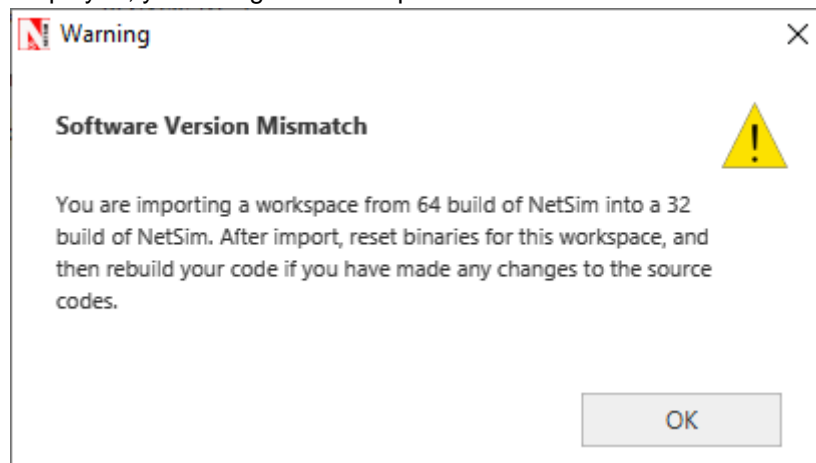 Warning
Software Version Mismatch
You are importing a workspace from 64 build of NetSim into a 32
build of NetSim. After import, reset binaries for this workspace, and
then rebuild your code if you have made any changes to the source
codes.
OK